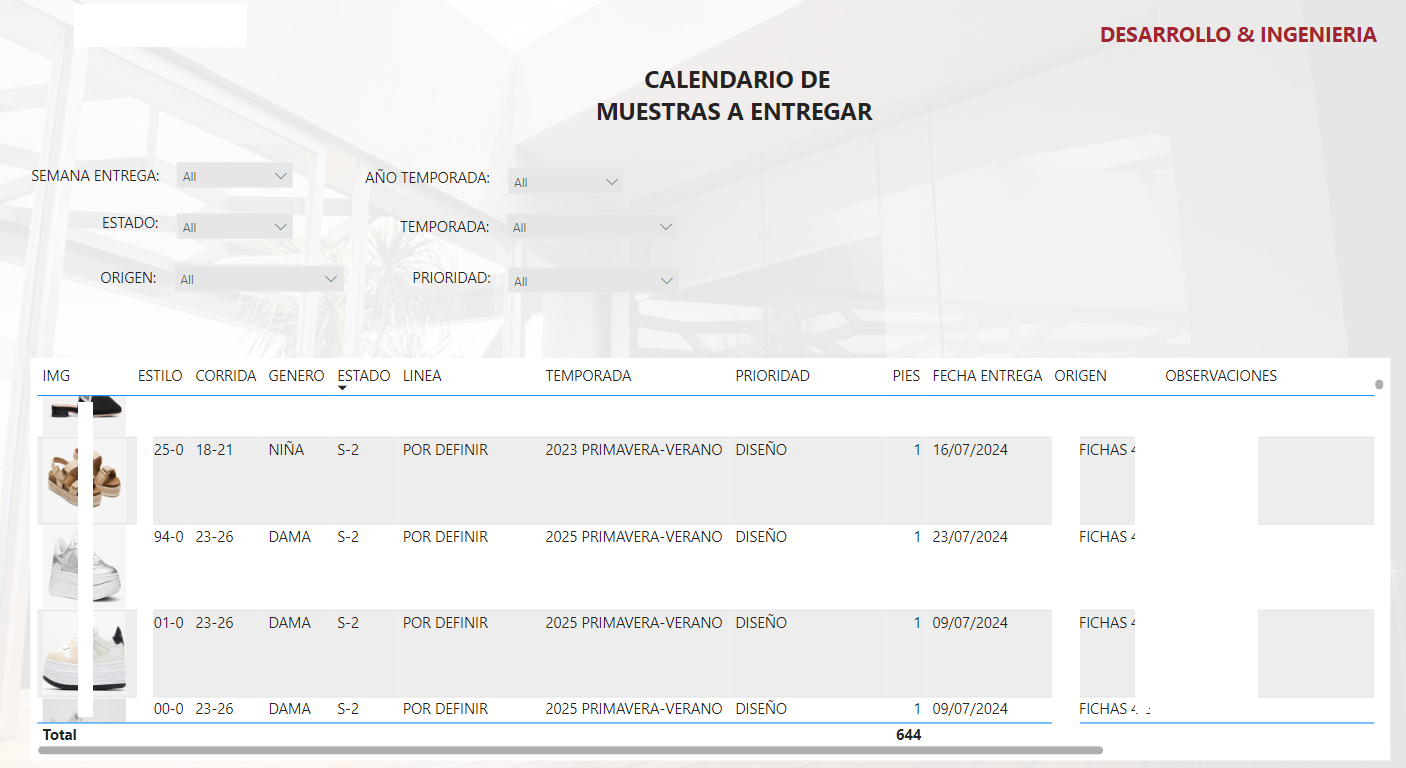 DESARROLLO & INGENIERIA
CALENDARIO DE
MUESTRAS A ENTREGAR
SEMANA ENTREGA: All AÑO TEMPORADA: All
ESTADO: All TEMPORADA: All
ORIGEN: All PRIORIDAD: All
IMG ESTILO CORRIDA GENERO ESTADO LINEA TEMPORADA PRIORIDAD PIES FECHA ENTREGA ORIGEN OBSERVACIONES
25-0 18-21 NIÑA S-2 POR DEFINIR 2023 PRIMAVERA-VERANO DISEÑO 1 16/07/2024 FICHAS
94-0 23-26 DAMA S-2 POR DEFINIR 2025 PRIMAVERA-VERANO DISEÑO 1 23/07/2024 FICHAS
01-0 23-26 DAMA S-2 POR DEFINIR 2025 PRIMAVERA-VERANO DISEÑO 1 09/07/2024 FICHAS
00-0 23-26 DAMA S-2 POR DEFINIR 2025 PRIMAVERA-VERANO DISEÑO 1 09/07/2024 FICHAS
Total 644